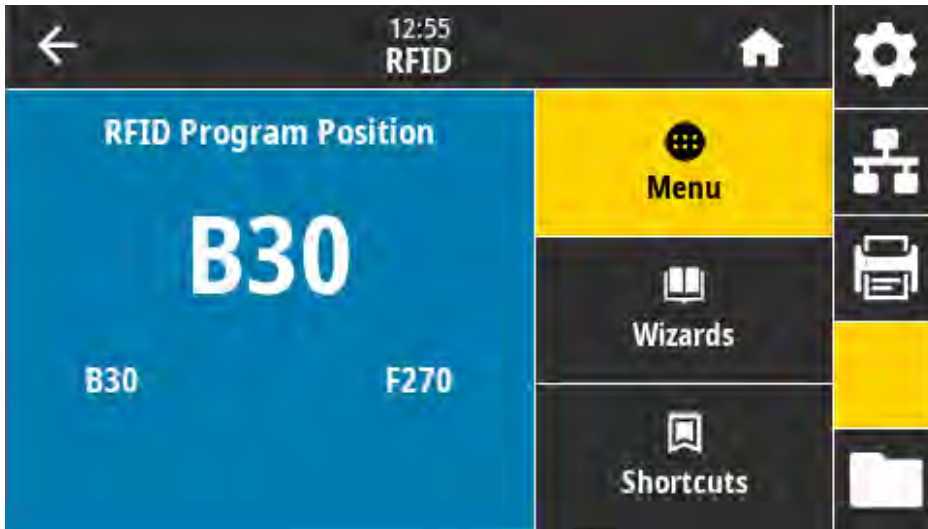 12:55
RFID
RFID Program Position
B30
B30 F270
Menu
Wizards
Shortcuts